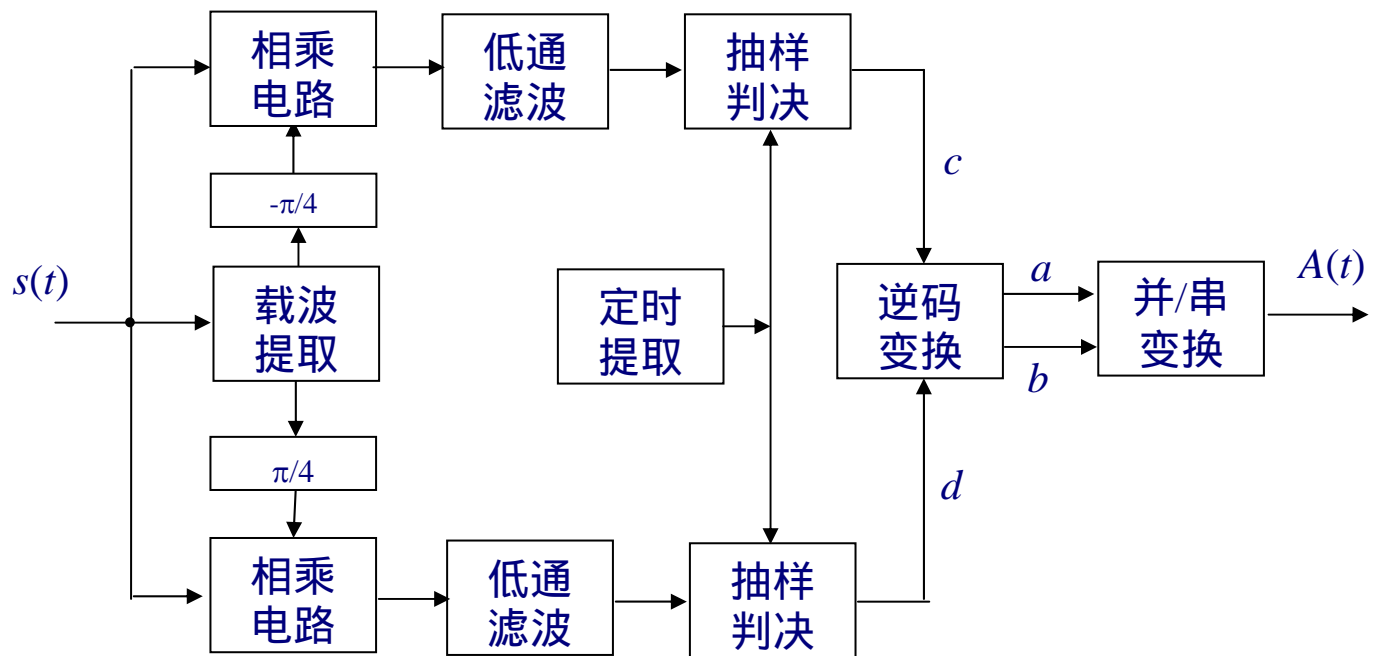 相乘
电路
低通
滤波
抽样
判决
c
-π/4
s(t)
载波
提取
定时
提取
逆码
变换
a
b
并/串
变换
A(t)
π/4
d
相乘
电路
低通
滤波
抽样
判决